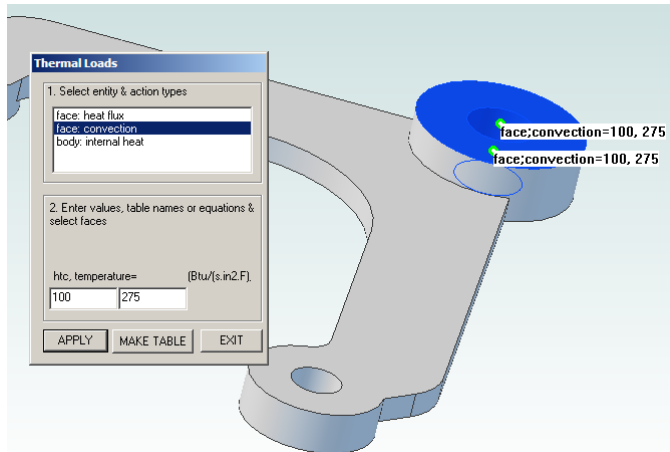 Thermal Loads
1. Select entity & action types
face: heat flux
face: convection
body: internal heat
2. Enter values, table names or equations &
select faces
htc, temperature= (Btu/(s.in2.F),
100 275
APPLY MAKE TABLE EXIT
face;convection=100, 275
face;convection=100, 275